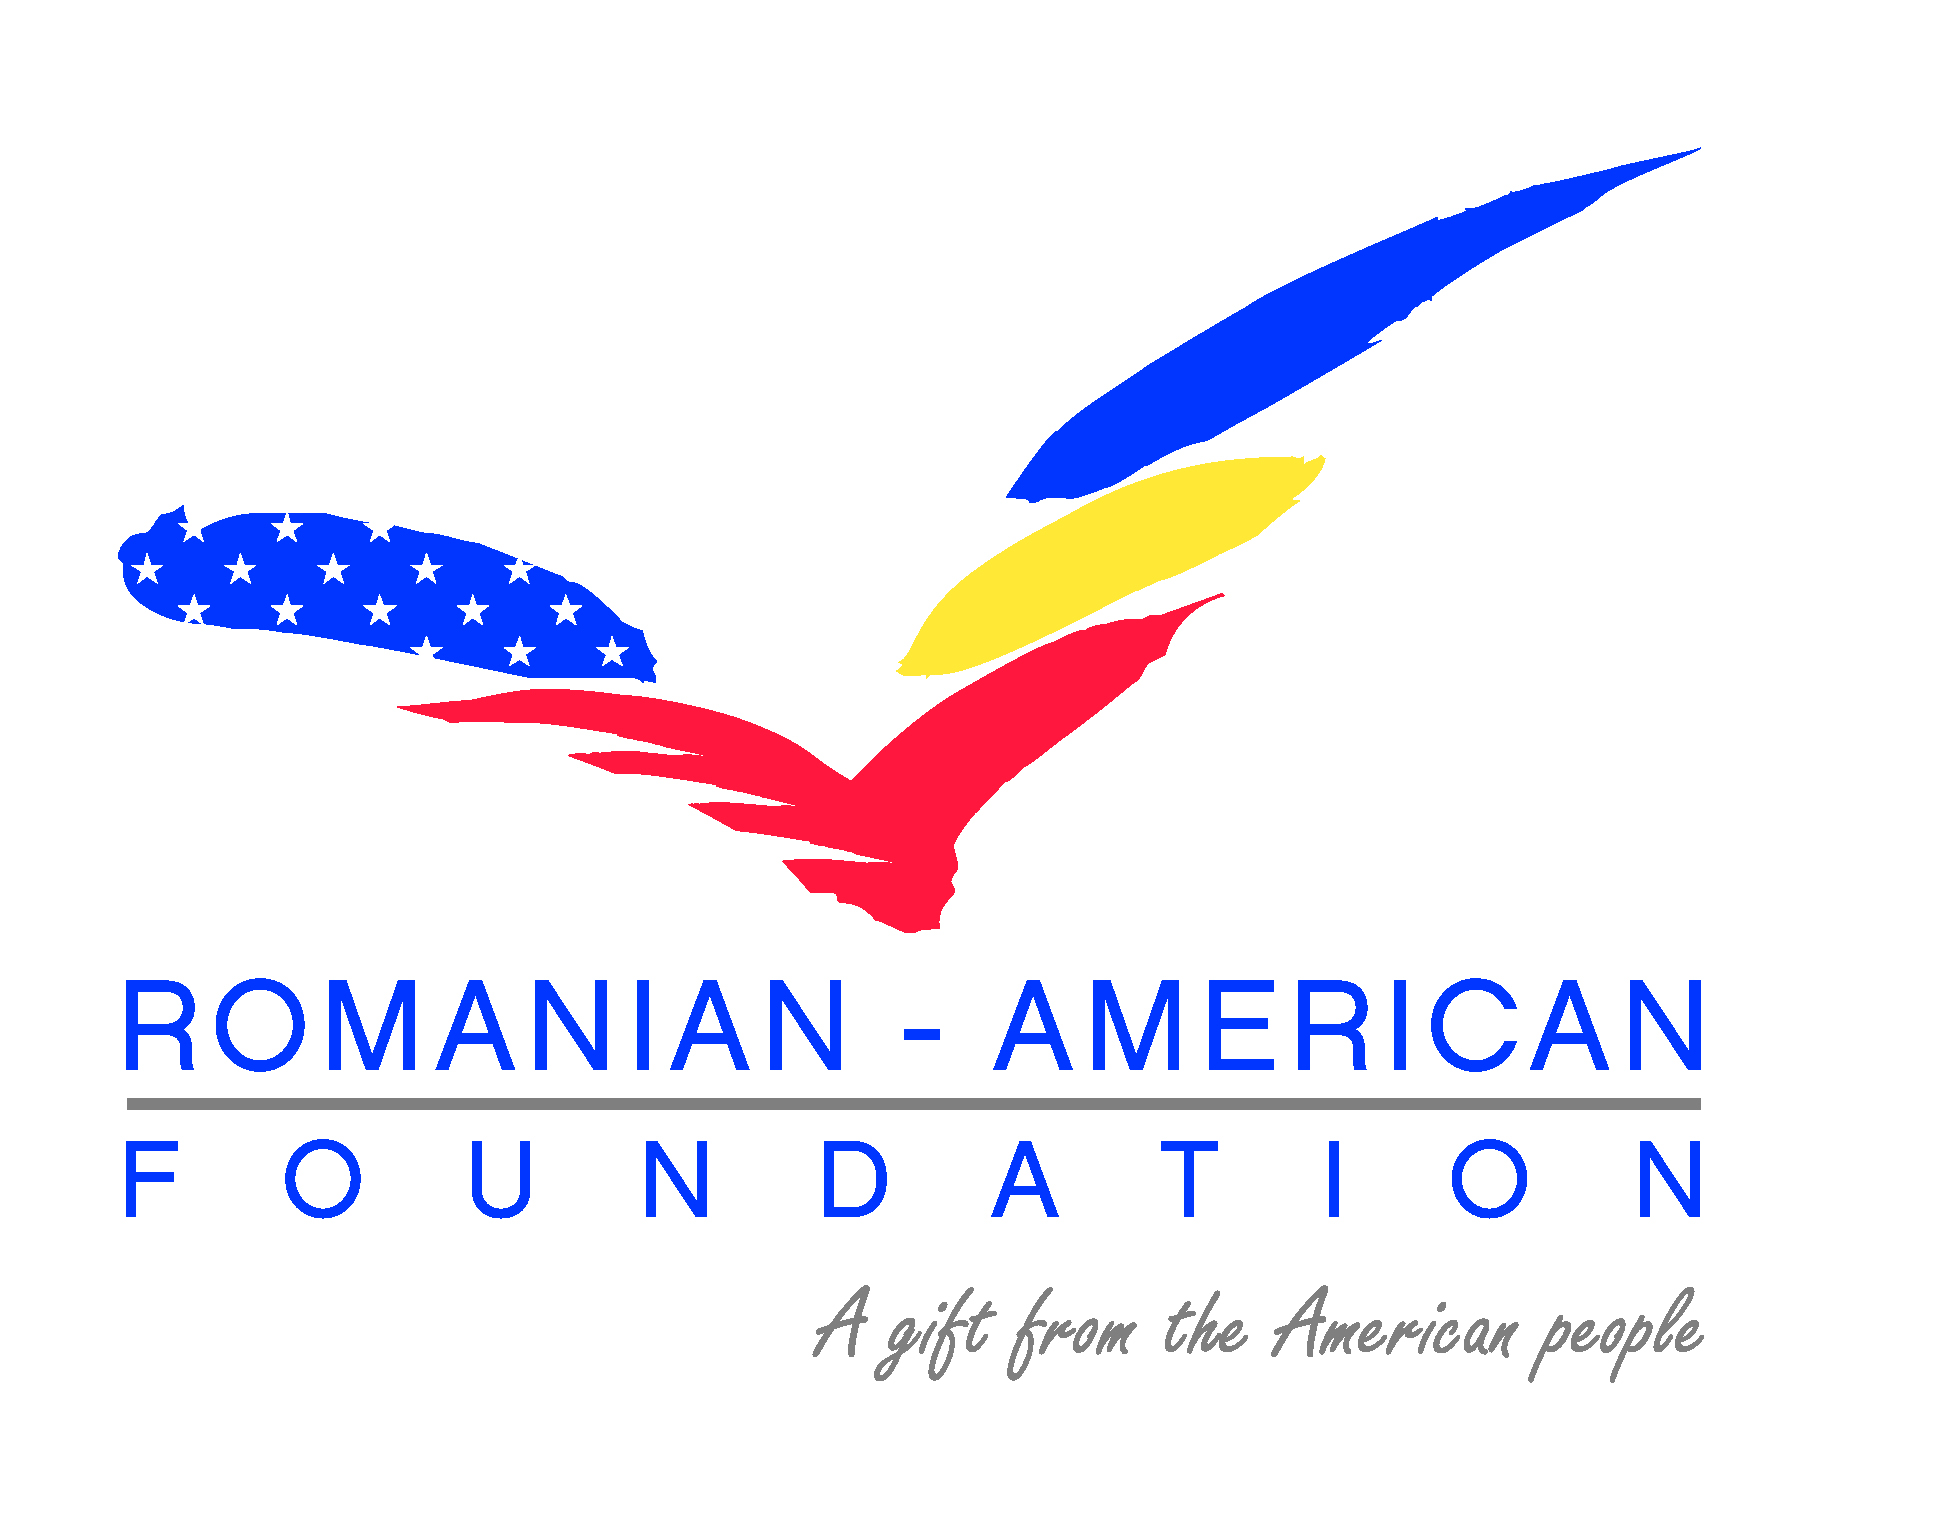 ROMANIAN - AMERICAN
FOUNDATION
A gift from the American people